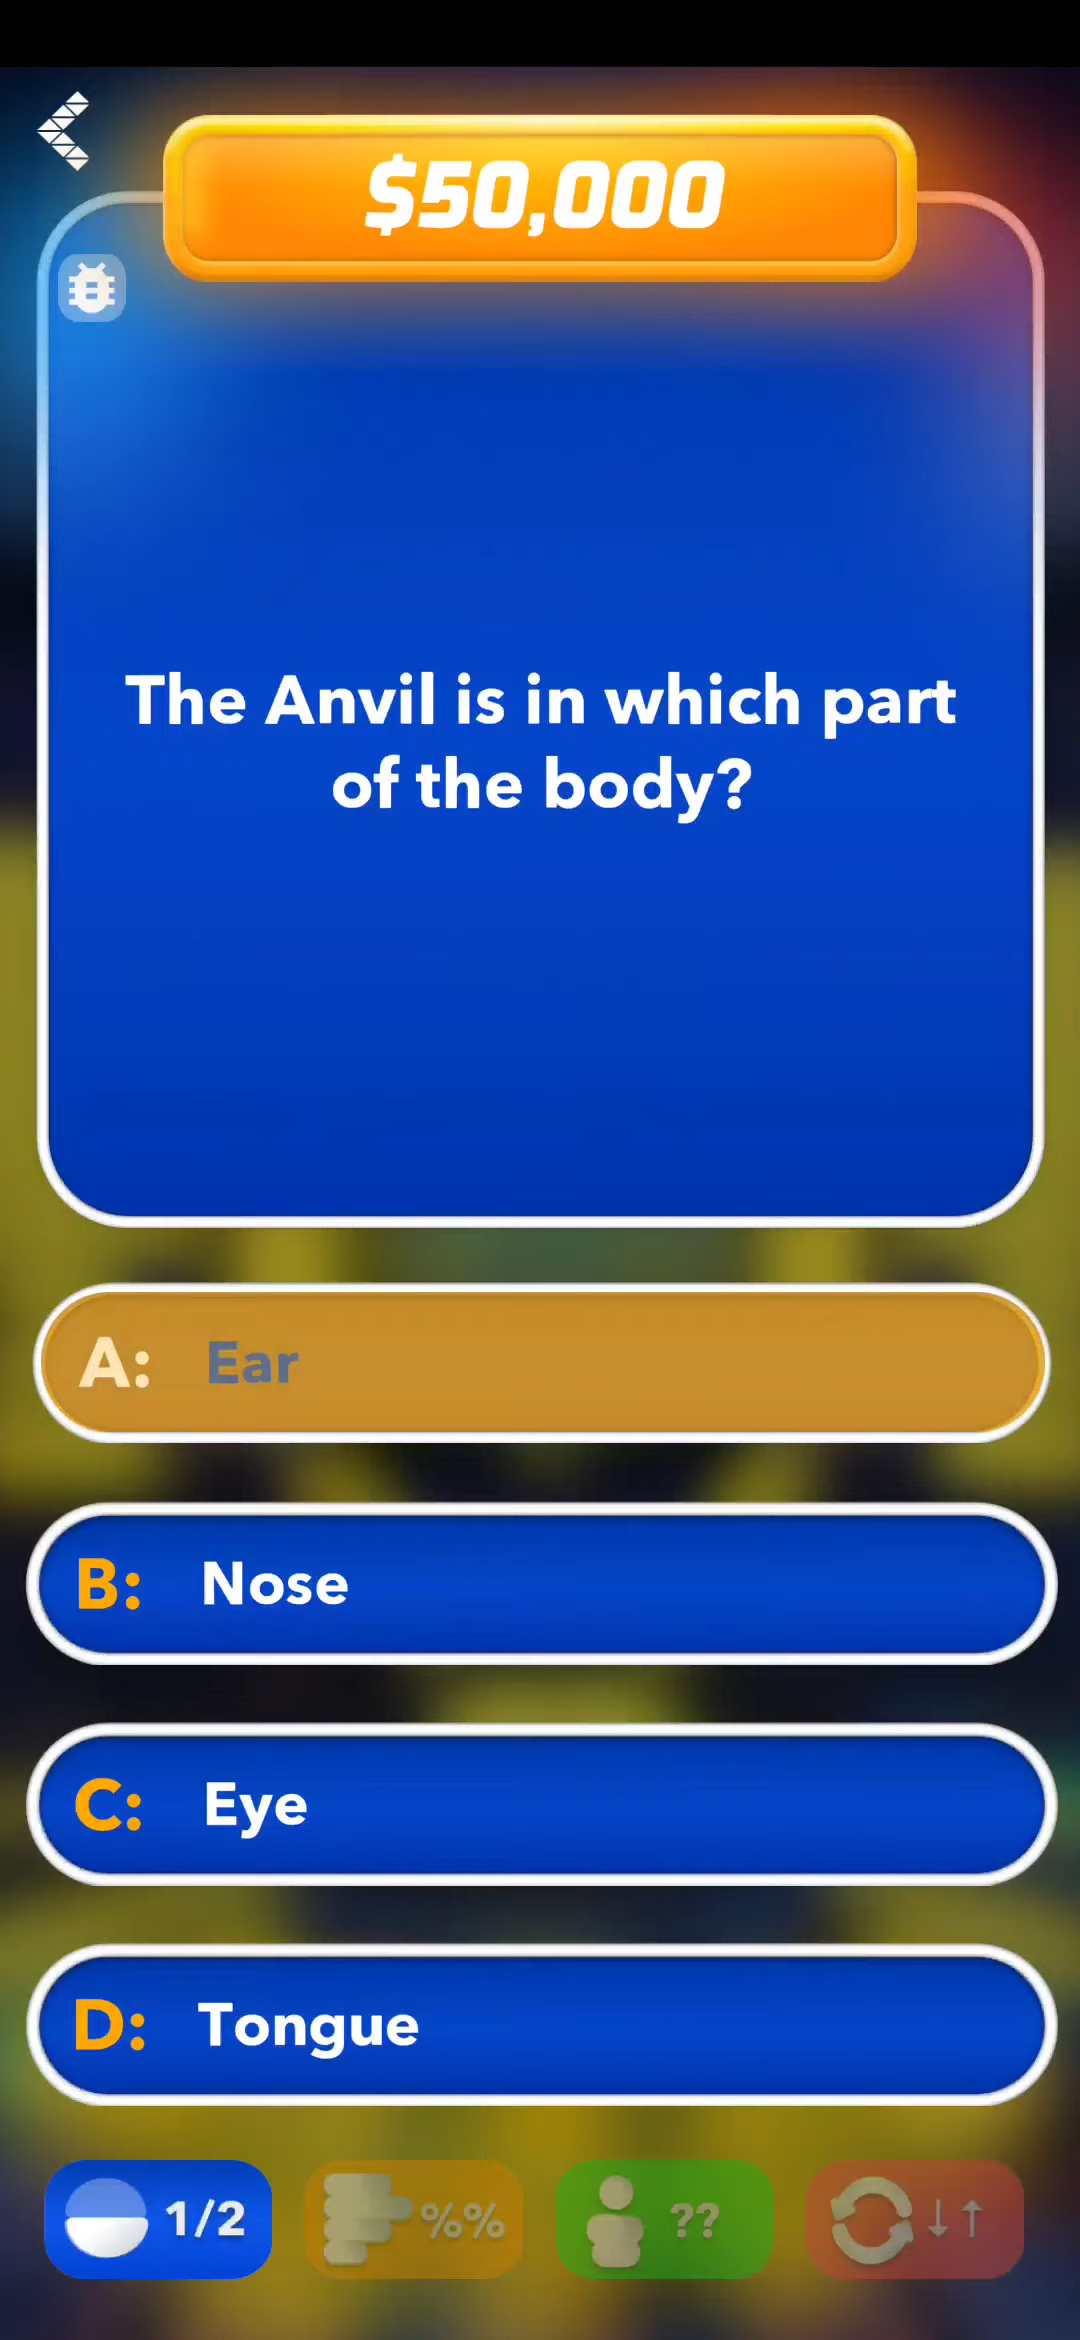 $50,000
The Anvil is in which part
of the body?
A: Ear
B: Nose
C: Eye
D: Tongue
1/2 %% ?? ↓↑